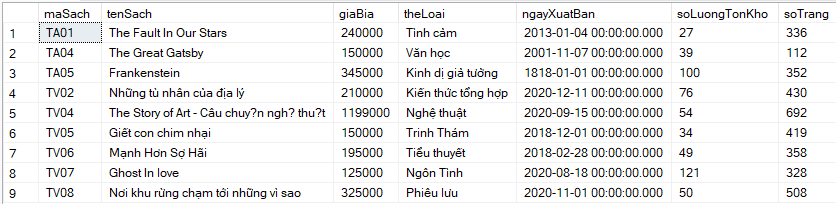 maSach tenSach giaBia theLoai ngayXuatBan soLuongTonKho soTrang
1 TA01 The Fault In Our Stars 240000 Tình cảm 2013-01-04 00:00:00.000 27 336
2 TA04 The Great Gatsby 150000 Văn học 2001-11-07 00:00:00.000 39 112
3 TA05 Frankenstein 345000 Kinh dị giả tưởng 1818-01-01 00:00:00.000 100 352
4 TV02 Những tù nhân của địa lý 210000 Kiến thức tổng hợp 2020-12-11 00:00:00.000 76 430
5 TV04 The Story of Art - Câu chuy?n ngh? thu?t 1199000 Nghệ thuật 2020-09-15 00:00:00.000 54 692
6 TV05 Giết con chim nhại 150000 Trinh Thám 2018-12-01 00:00:00.000 34 419
7 TV06 Mạnh Hơn Sợ Hãi 195000 Tiểu thuyết 2018-02-28 00:00:00.000 49 358
8 TV07 Ghost In love 125000 Ngôn Tình 2020-08-18 00:00:00.000 121 328
9 TV08 Nơi khu rừng chạm tới những vì sao 325000 Phiêu lưu 2020-11-01 00:00:00.000 50 508